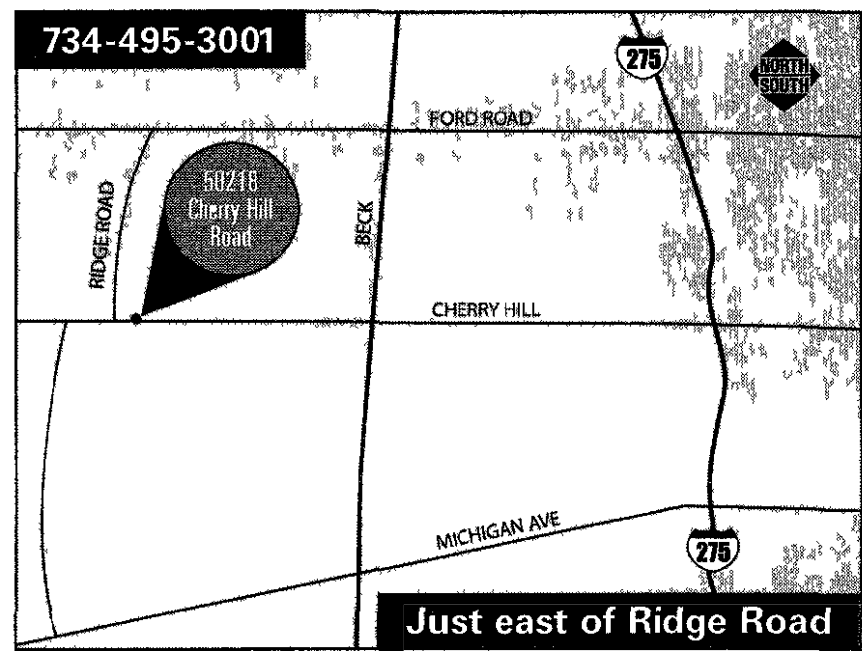 734-495-3001
275
NORTH
SOUTH
FORD ROAD
50218
Cherry Hill
Road
RIDGE ROAD
BECK
CHERRY HILL
MICHIGAN AVE
275
Just east of Ridge Road